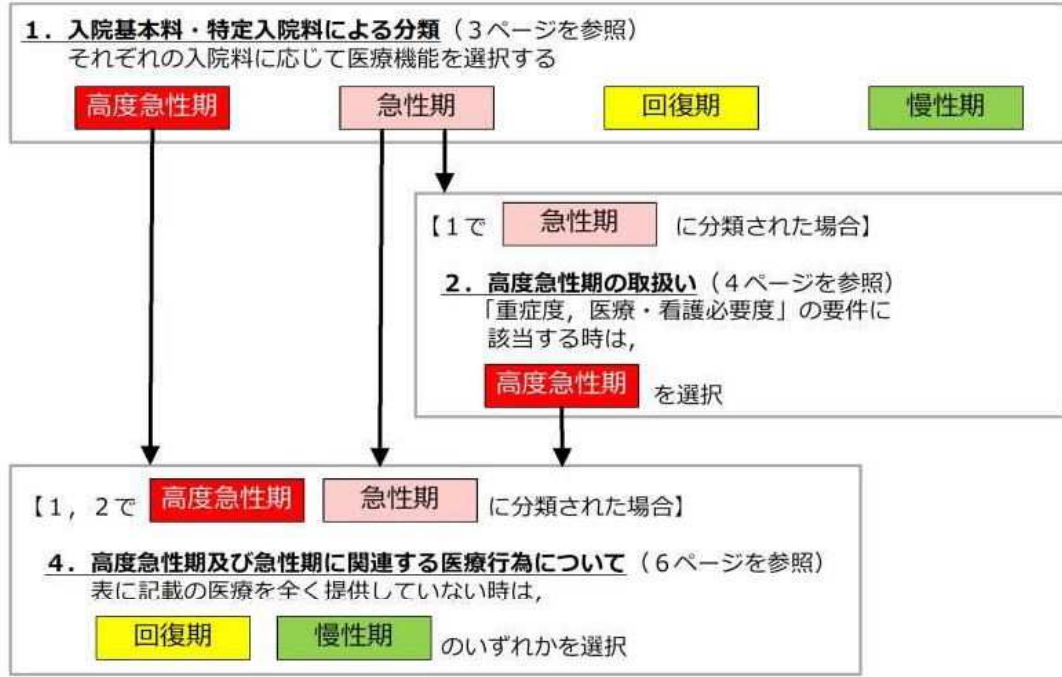 1．入院基本料・特定入院料による分類（3ページを参照）
それぞれの入院料に応じて医療機能を選択する
高度急性期 急性期 回復期 慢性期
【1で 急性期 に分類された場合】
2．高度急性期の取扱い（4ページを参照）
「重症度，医療・看護必要度」の要件に
該当する時は，
高度急性期 を選択
【1，2で 高度急性期 急性期 に分類された場合】
4．高度急性期及び急性期に関連する医療行為について（6ページを参照）
表に記載の医療を全く提供していない時は，
回復期 慢性期 のいずれかを選択